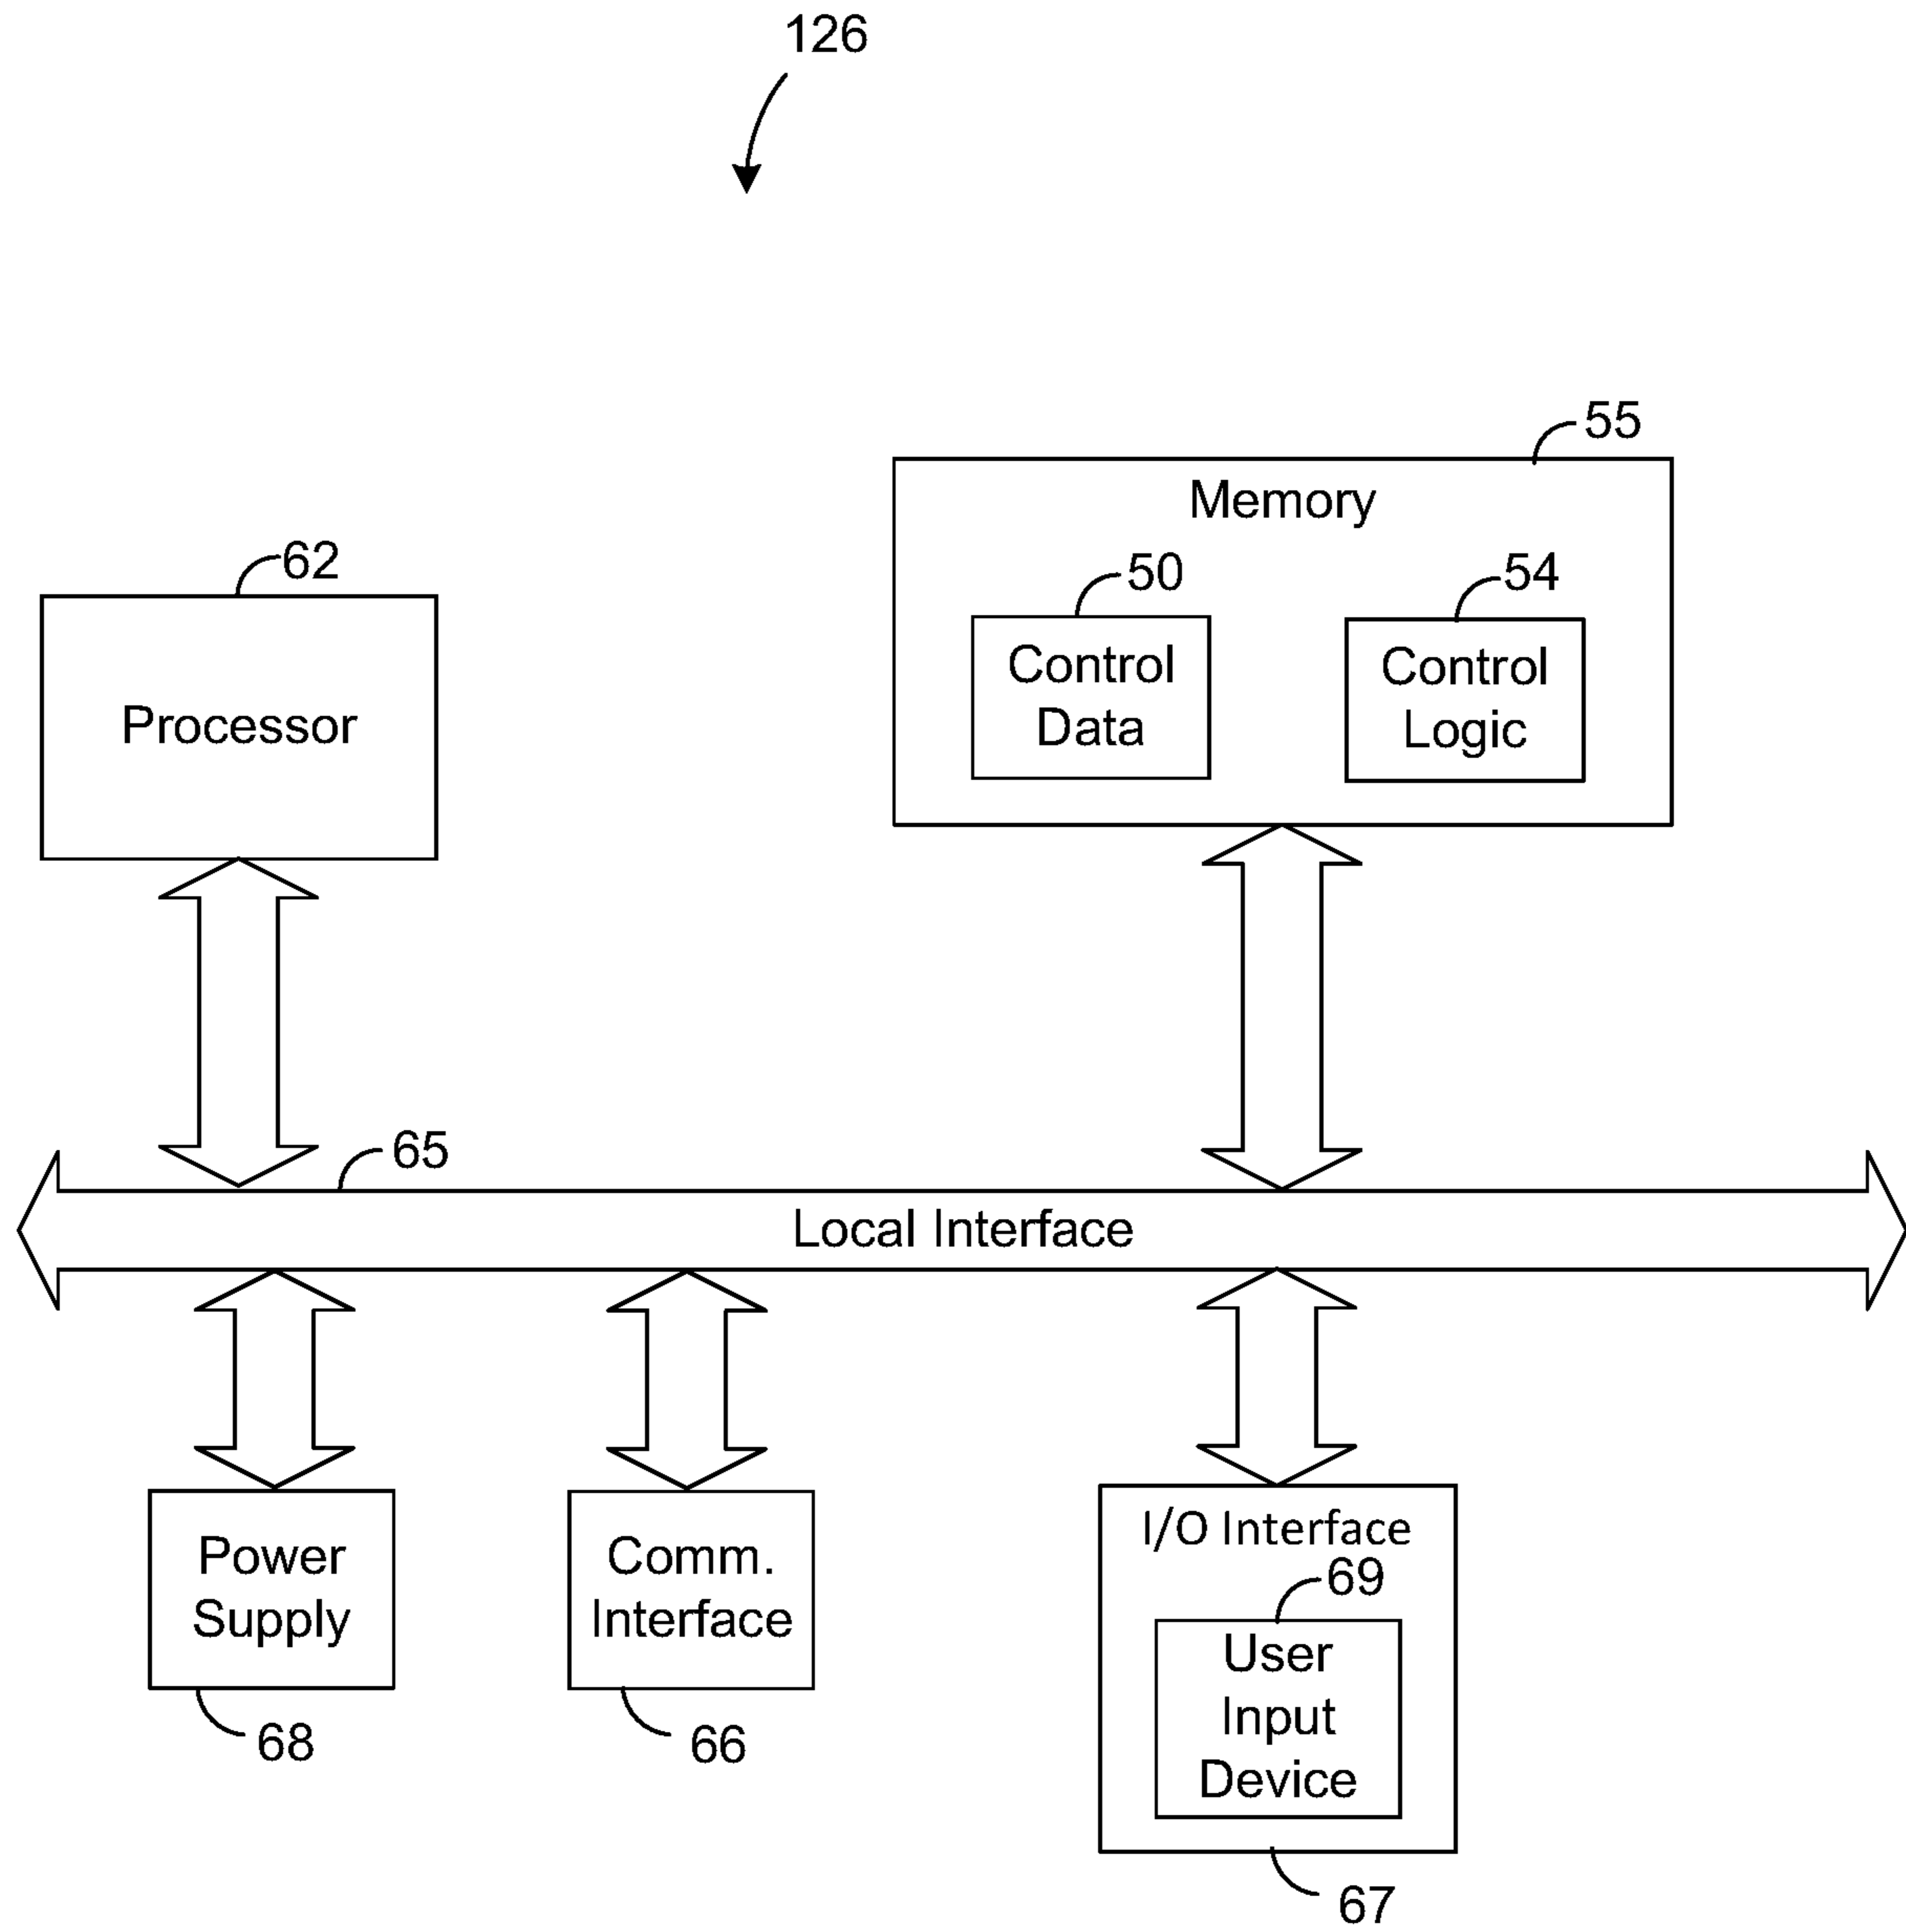 126
55
Memory
62
50
54
Processor
Control
Data
Control
Logic
65
Local Interface
Power
Supply
68
Comm.
Interface
66
I/O Interface
69
User
Input
Device
67